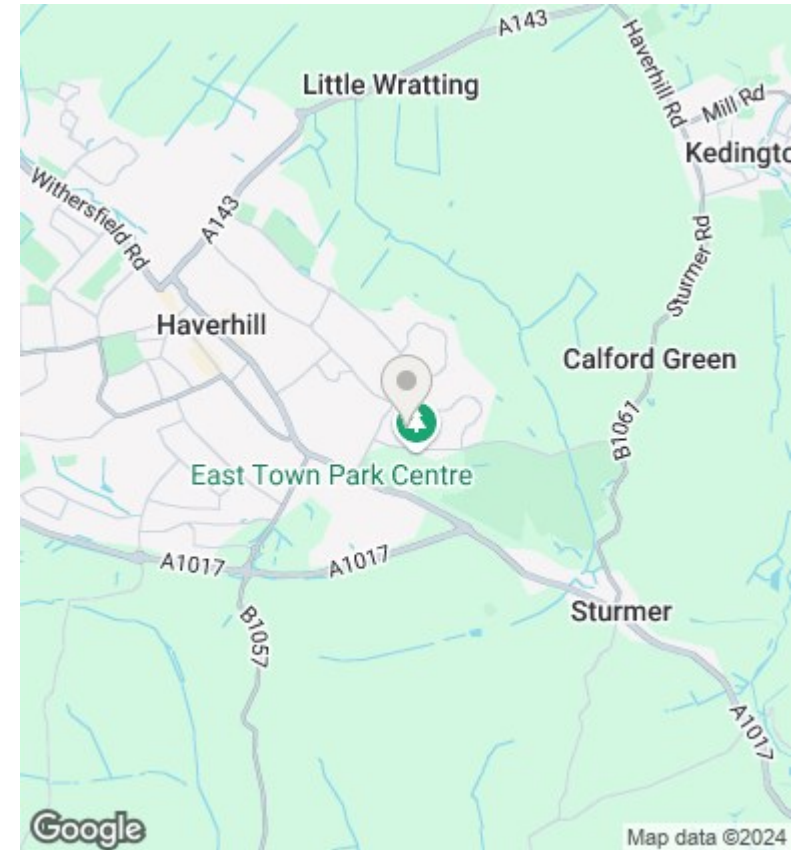 A143
Haverhill Rd
Little Wratting
Mill Rd
Kedingto
Withersfield Rd
A143
Sturmer Rd
Haverhill
Calford Green
B1061
East Town Park Centre
A1017
A1017
Sturmer
B1057
A1017
Google
Map data ©2024